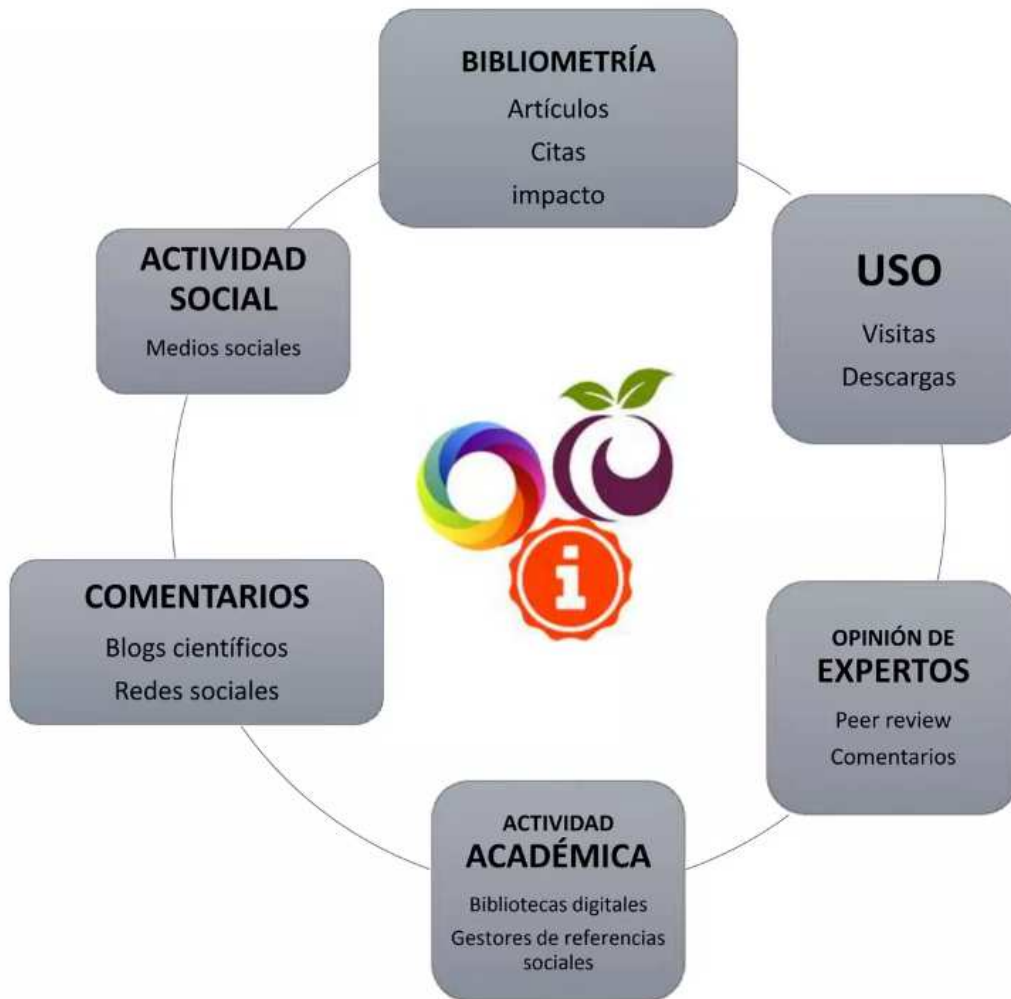 BIBLIOMETRÍA
Artículos
Citas
impacto
USO
Visitas
Descargas
OPINIÓN DE
EXPERTOS
Peer review
Comentarios
ACTIVIDAD
ACADÉMICA
Bibliotecas digitales
Gestores de referencias
sociales
COMENTARIOS
Blogs científicos
Redes sociales
ACTIVIDAD
SOCIAL
Medios sociales
i